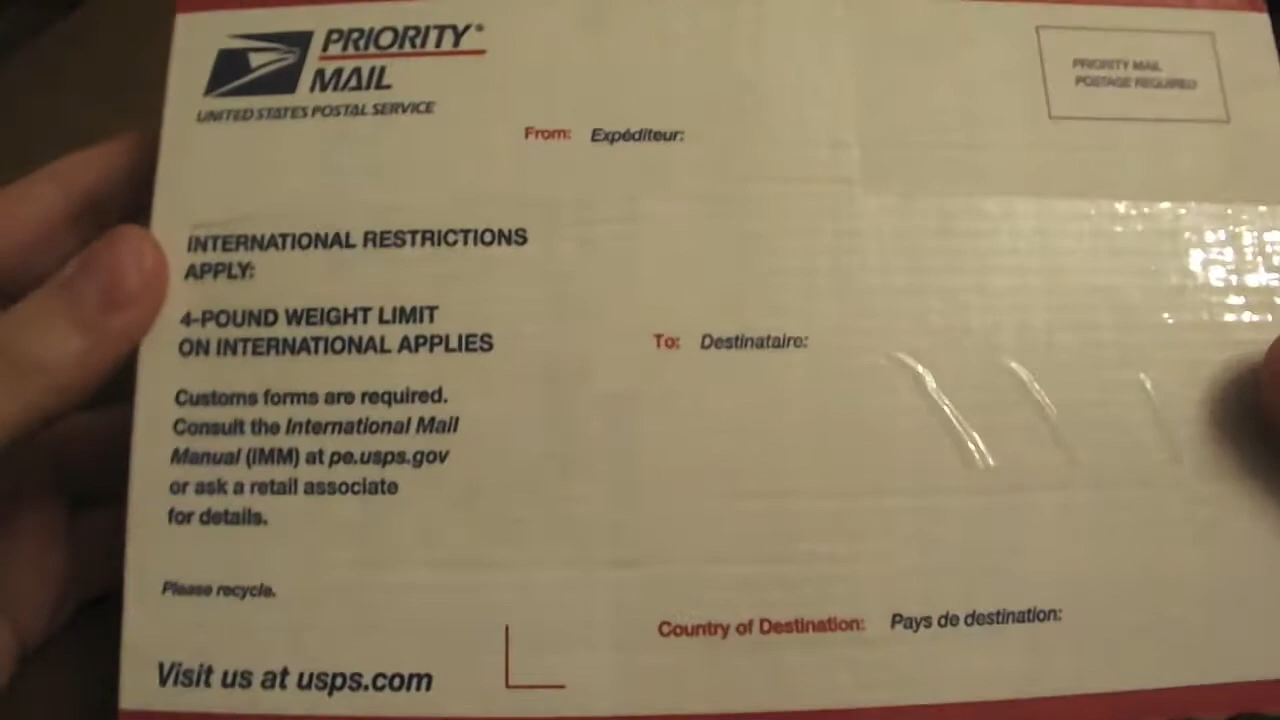 PRIORITY®
MAIL
UNITED STATES POSTAL SERVICE
PRIORITY MAIL
POSTAGE REQUIRED
From: Expéditeur:
INTERNATIONAL RESTRICTIONS
APPLY:
4-POUND WEIGHT LIMIT
ON INTERNATIONAL APPLIES
To: Destinataire:
Customs forms are required.
Consult the International Mail
Manual (IMM) at pe.usps.gov
or ask a retail associate
for details.
Please recycle.
Country of Destination: Pays de destination:
Visit us at usps.com